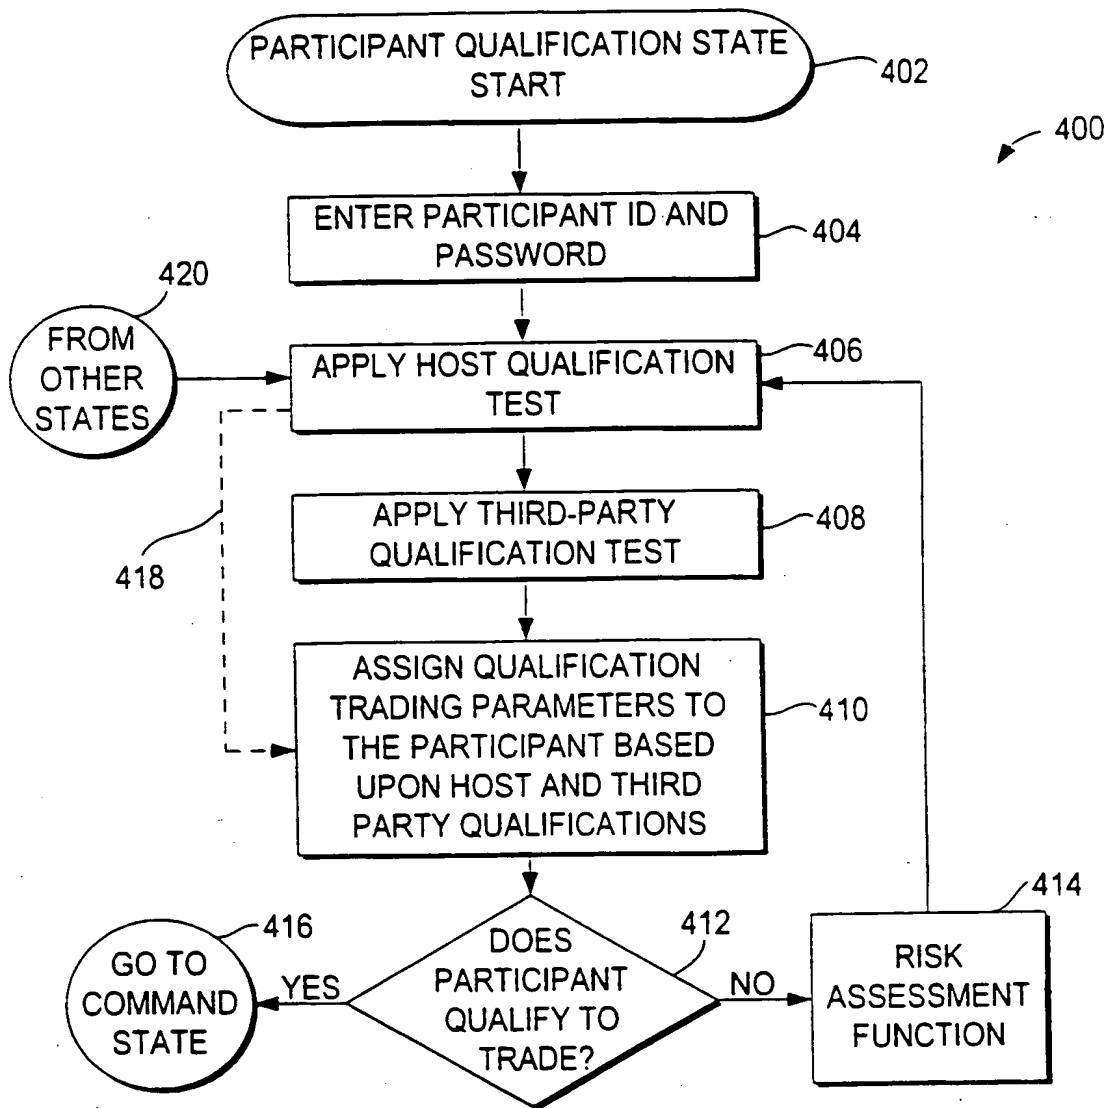 PARTICIPANT QUALIFICATION STATE
START
402
400
ENTER PARTICIPANT ID AND
PASSWORD
404
420
FROM
OTHER
STATES
APPLY HOST QUALIFICATION
TEST
406
418
APPLY THIRD-PARTY
QUALIFICATION TEST
408
ASSIGN QUALIFICATION
TRADING PARAMETERS TO
THE PARTICIPANT BASED
UPON HOST AND THIRD
PARTY QUALIFICATIONS
410
416
GO TO
COMMAND
STATE
YES
DOES
PARTICIPANT
QUALIFY TO
TRADE?
412
NO
414
RISK
ASSESSMENT
FUNCTION